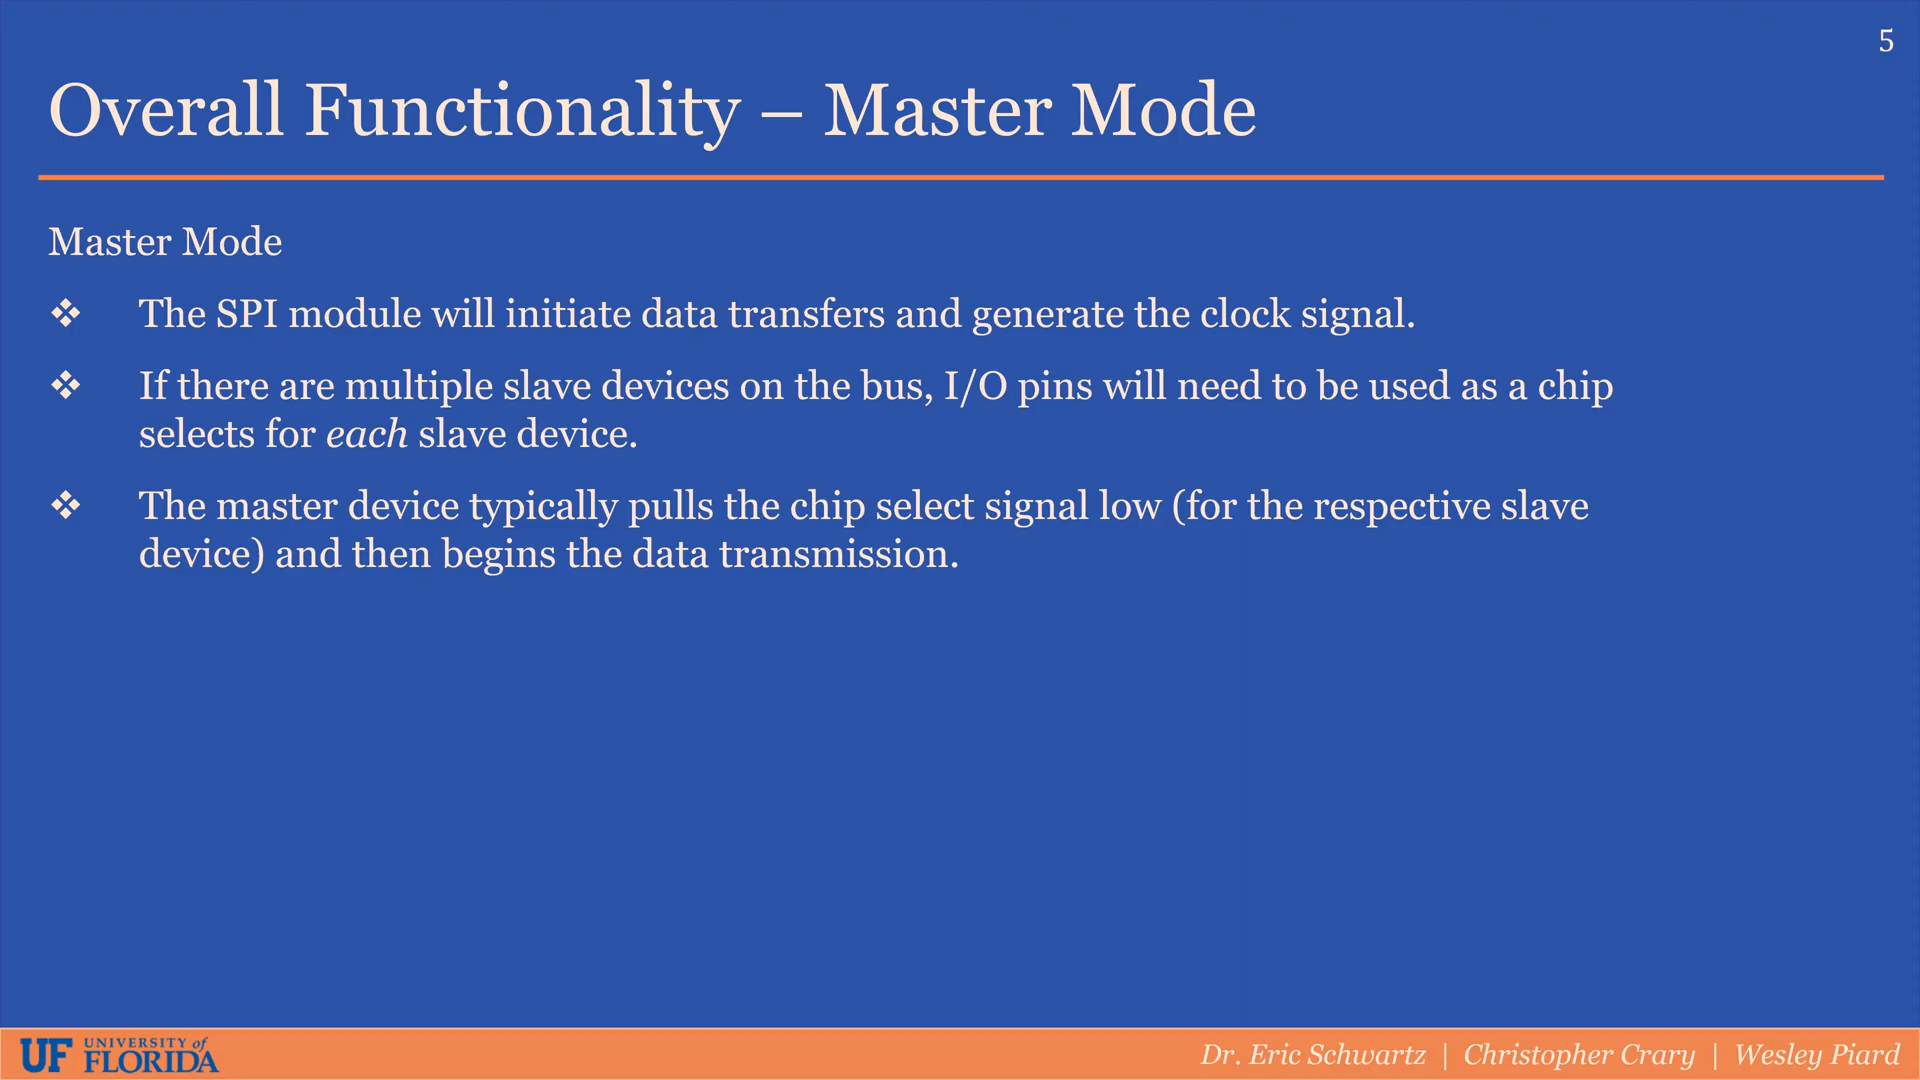 5
Overall Functionality – Master Mode
Master Mode
❖ The SPI module will initiate data transfers and generate the clock signal.
❖ If there are multiple slave devices on the bus, I/O pins will need to be used as a chip
selects for each slave device.
❖ The master device typically pulls the chip select signal low (for the respective slave
device) and then begins the data transmission.
UF UNIVERSITY of
FLORIDA
Dr. Eric Schwartz | Christopher Crary | Wesley Piard